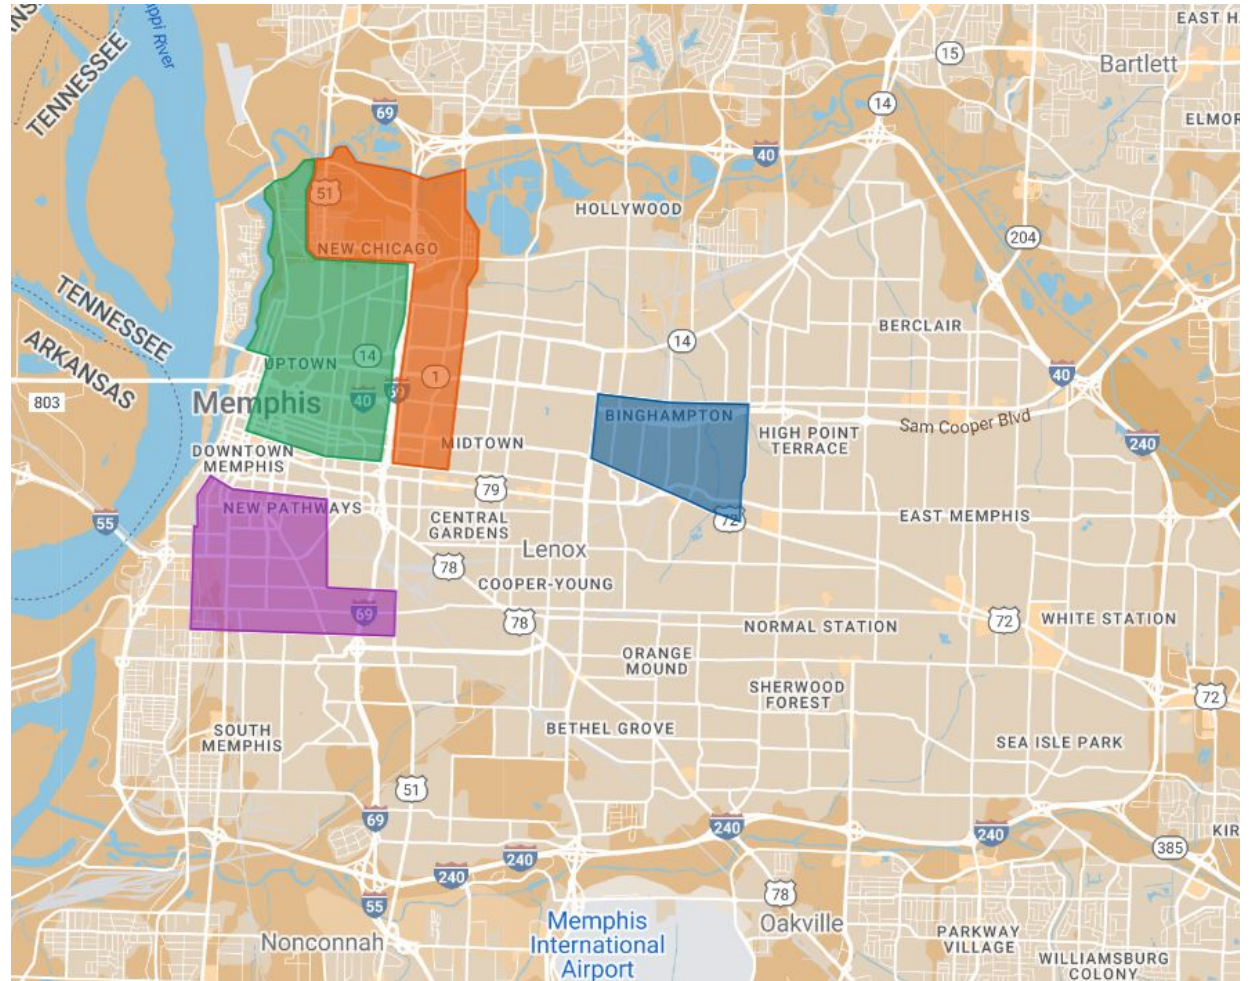 EAST H
15
Bartlett
ppi River
TENNESSEE
14
69
ELMOR
40
51
HOLLYWOOD
NEW CHICAGO
204
TENNESSEE
ARKANSAS
BERCLAIR
14
UPTOWN
14
1
40
40
803
Memphis
BINGHAMPTON
Sam Cooper Blvd
HIGH POINT
TERRACE
240
MIDTOWN
DOWNTOWN
MEMPHIS
79
NEW PATHWAYS
55
CENTRAL
GARDENS
72
EAST MEMPHIS
Lenox
78
COOPER-YOUNG
69
78
NORMAL STATION
72
WHITE STATION
ORANGE
MOUND
SHERWOOD
FOREST
72
SOUTH
MEMPHIS
BETHEL GROVE
SEA ISLE PARK
51
69
240
240
KIR
385
240
240
55
78
Memphis
International
Airport
Oakville
Nonconnah
PARKWAY
VILLAGE
WILLIAMSBURG
COLONY